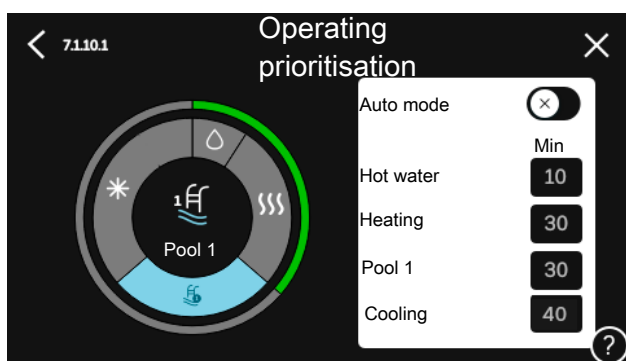 7.1.10.1
Operating
prioritisation
Auto mode
Min
Hot water 10
Heating 30
Pool 1 30
Cooling 40
1
Pool 1
?